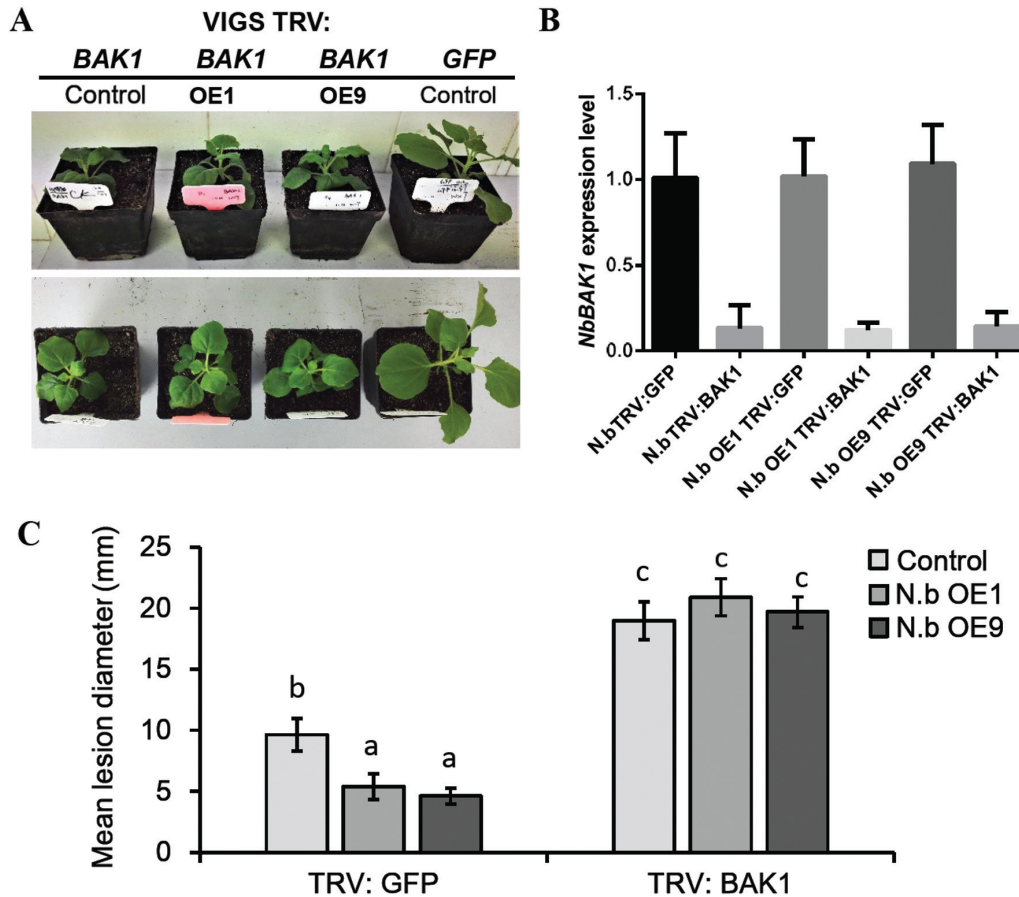 A
VIGS TRV:
BAK1 BAK1 BAK1 GFP
Control OE1 OE9 Control
CK
BAK1
B
NbBAK1 expression level
1.5
1.0
0.5
0.0
N.bTRV:GFP
N.bTRV:BAK1
N.b OE1 TRV:GFP
N.b OE1 TRV:BAK1
N.b OE9 TRV:GFP
N.b OE9 TRV:BAK1
C
Mean lesion diameter (mm)
25
20
15
10
5
0
b
a
a
c
c
c
Control
N.b OE1
N.b OE9
TRV: GFP
TRV: BAK1